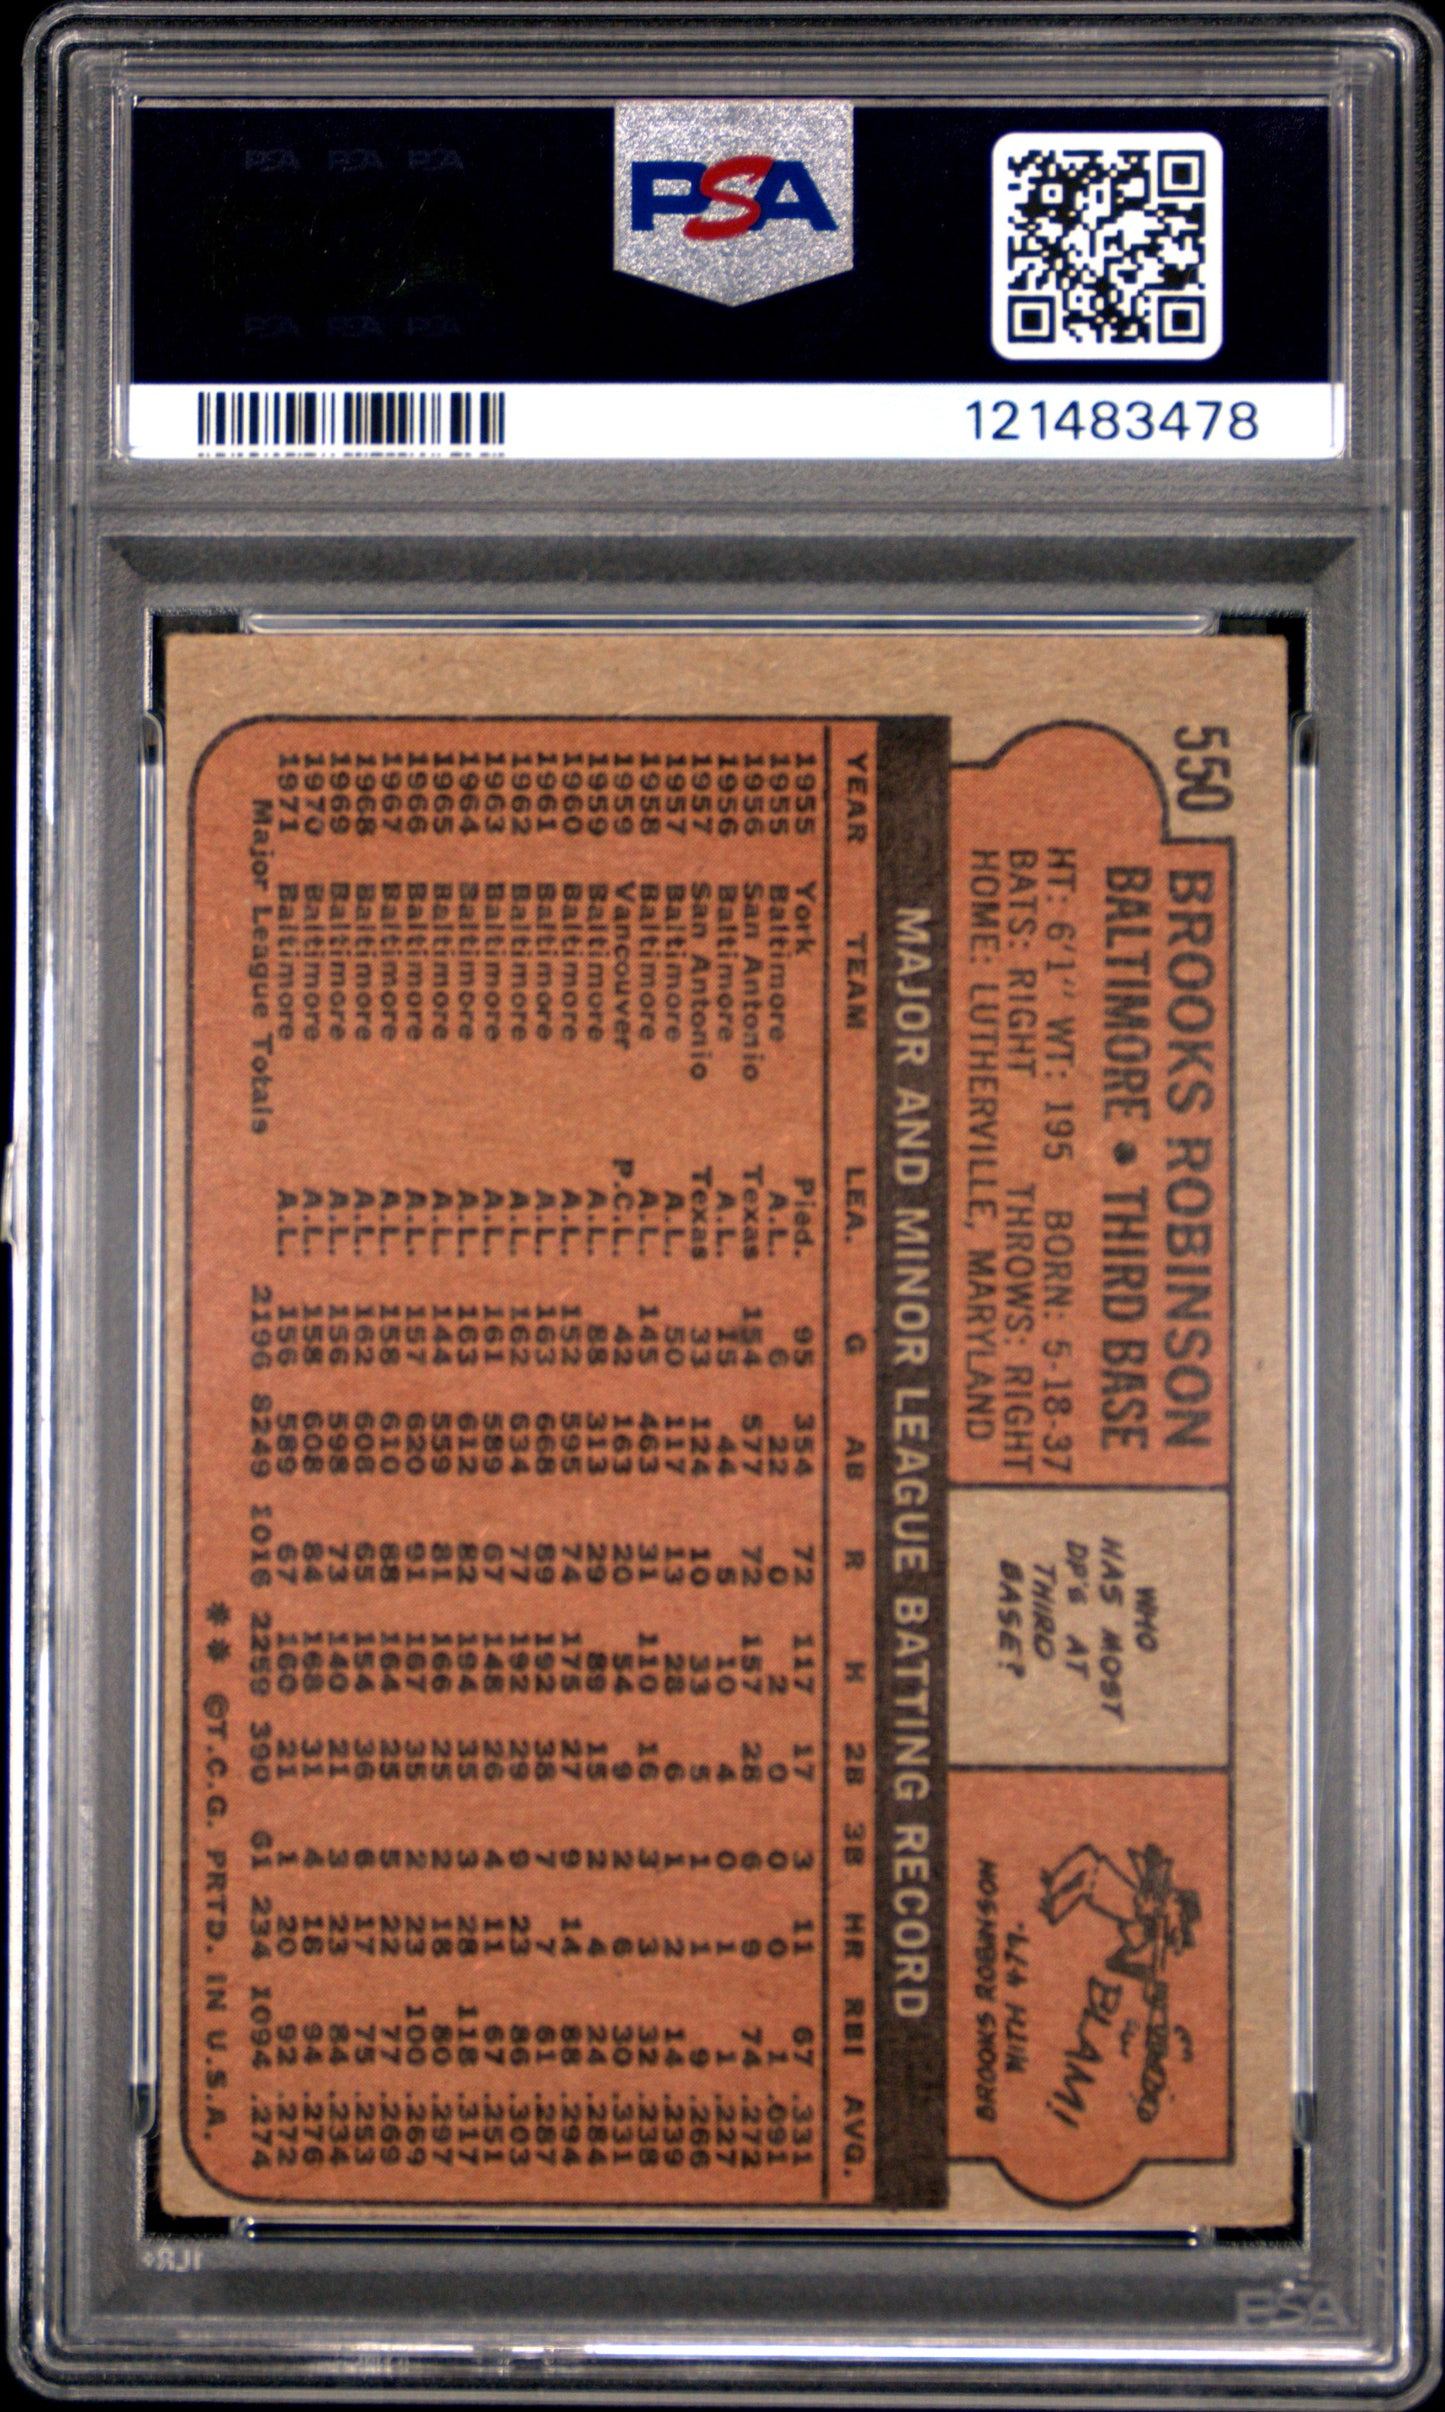 PSA PSA PSA
PSA
PSA PSA PSA
121483478
550
BROOKS ROBINSON
BALTIMORE • THIRD BASE
HT: 6'1" WT: 195 BORN: 5-18-37
BATS: RIGHT THROWS: RIGHT
HOME: LUTHERVILLE, MARYLAND
WHO
HAS MOST
DP'S AT
THIRD
BASE?
BLAM!
BROOKS ROBINSON
WITH
MAJOR AND MINOR LEAGUE BATTING RECORD
YEAR TEAM LEA. G AB R H 2B 3B HR RBI AVG.
1955 York Pied. 95 354 72 117 17 3 11 67 .331
1955 Baltimore A.L. 6 22 0 2 0 0 0 1 .091
1956 San Antonio Texas 154 577 72 157 28 6 9 74 .272
1956 Baltimore A.L. 15 44 5 10 4 0 1 1 .227
1957 San Antonio Texas 33 124 10 33 5 1 1 9 .266
1957 Baltimore A.L. 50 117 13 28 6 1 2 14 .239
1958 Baltimore A.L. 145 463 31 110 16 3 3 32 .238
1959 Vancouver P.C.L. 42 163 20 54 9 2 6 30 .331
1959 Baltimore A.L. 88 313 29 89 15 2 4 24 .284
1960 Baltimore A.L. 152 595 74 175 27 9 14 88 .294
1961 Baltimore A.L. 163 668 89 192 38 7 7 61 .287
1962 Baltimore A.L. 162 634 77 192 29 9 23 86 .303
1963 Baltimore A.L. 161 589 67 148 26 4 11 67 .251
1964 Baltimore A.L. 163 612 82 194 35 3 28 118 .317
1965 Baltimore A.L. 144 559 81 166 25 2 18 80 .297
1966 Baltimore A.L. 157 620 91 167 35 2 23 100 .269
1967 Baltimore A.L. 158 610 88 164 25 5 22 77 .269
1968 Baltimore A.L. 162 608 65 154 36 6 17 75 .253
1969 Baltimore A.L. 156 598 73 140 21 3 23 84 .234
1970 Baltimore A.L. 158 608 84 168 31 4 18 94 .276
1971 Baltimore A.L. 156 589 67 160 21 1 20 92 .272
Major League Totals 2196 8249 1016 2259 390 61 234 1094 .274
** ©T.C.G. PRTD. IN U.S.A.
PSA